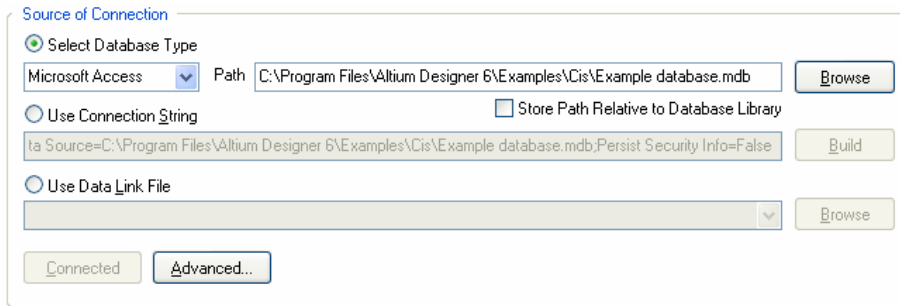 Source of Connection
Select Database Type
Microsoft Access Path C:\Program Files\Altium Designer 6\Examples\Cis\Example database.mdb Browse
Store Path Relative to Database Library
Use Connection String
ta Source=C:\Program Files\Altium Designer 6\Examples\Cis\Example database.mdb;Persist Security Info=False Build
Use Data Link File
Browse
Connected Advanced...